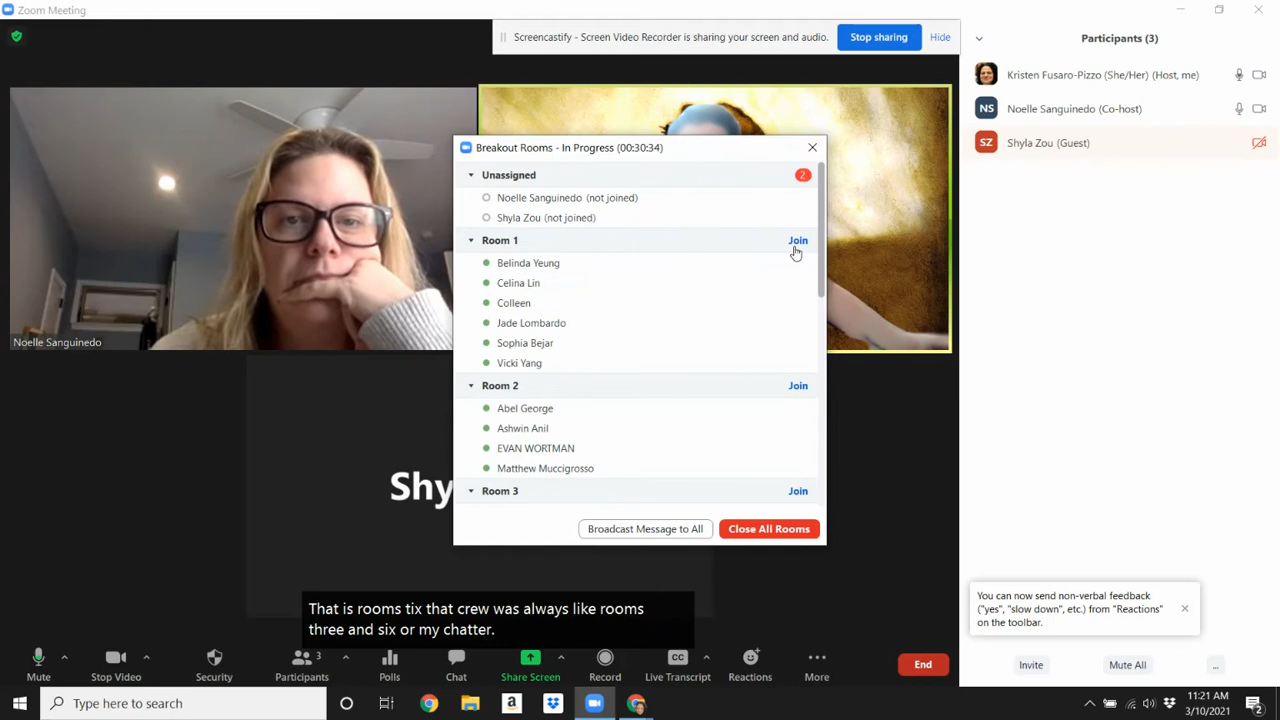 Zoom Meeting
Screencastify - Screen Video Recorder is sharing your screen and audio.
Stop sharing
Hide
Participants (3)
Kristen Fusaro-Pizzo (She/Her) (Host, me)
NS
Noelle Sanguinedo (Co-host)
SZ
Shyla Zou (Guest)
Breakout Rooms - In Progress (00:30:34)
Unassigned
2
Noelle Sanguinedo (not joined)
Shyla Zou (not joined)
Room 1
Join
Belinda Yeung
Celina Lin
Colleen
Jade Lombardo
Sophia Bejar
Vicki Yang
Room 2
Join
Abel George
Ashwin Anil
EVAN WORTMAN
Matthew Muccigrosso
Room 3
Join
Broadcast Message to All
Close All Rooms
Noelle Sanguinedo
Shy
That is rooms tix that crew was always like rooms
three and six or my chatter.
You can now send non-verbal feedback
("yes", "slow down", etc.) from "Reactions"
on the toolbar.
Mute
Stop Video
Security
3
Participants
Polls
Chat
Share Screen
Record
CC
Live Transcript
Reactions
More
End
Invite
Mute All
...
Type here to search
a
11:21 AM
3/10/2021
2